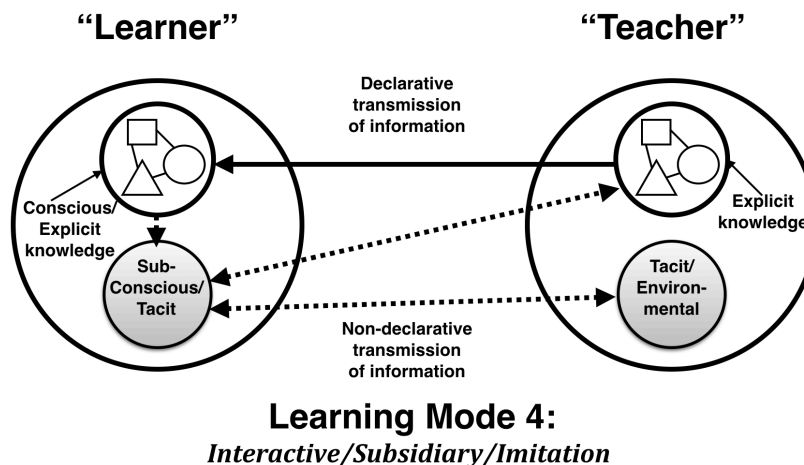 “Learner”
“Teacher”
Declarative
transmission
of information
Conscious/
Explicit
knowledge
Explicit
knowledge
Sub-
Conscious/
Tacit
Tacit/
Environ-
mental
Non-declarative
transmission
of information
Learning Mode 4:
Interactive/Subsidiary/Imitation